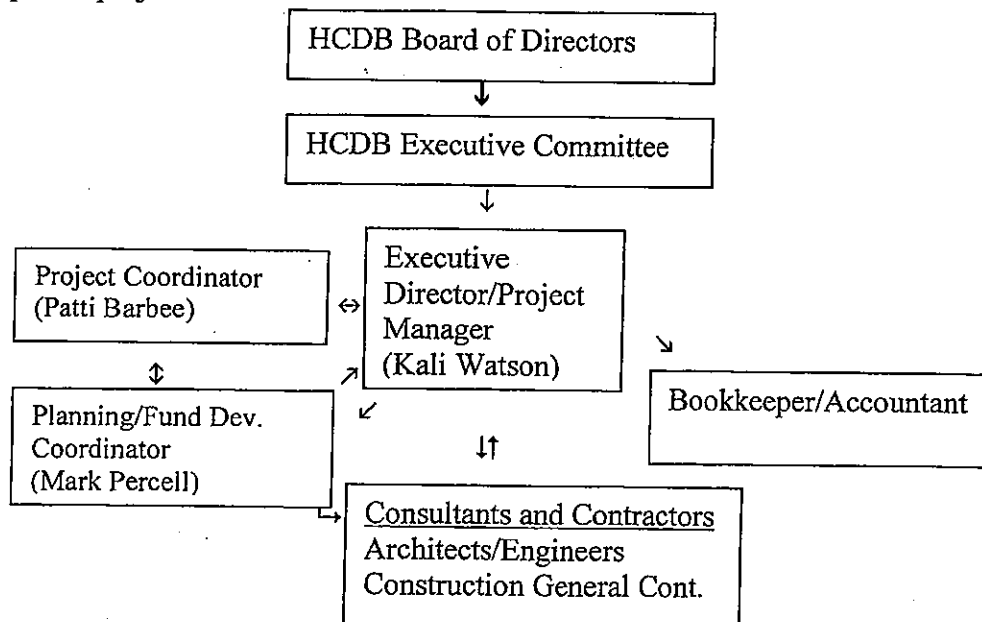 HCDB Board of Directors
HCDB Executive Committee
Project Coordinator
(Patti Barbee)
Executive
Director/Project
Manager
(Kali Watson)
Planning/Fund Dev.
Coordinator
(Mark Percell)
Bookkeeper/Accountant
Consultants and Contractors
Architects/Engineers
Construction General Cont.